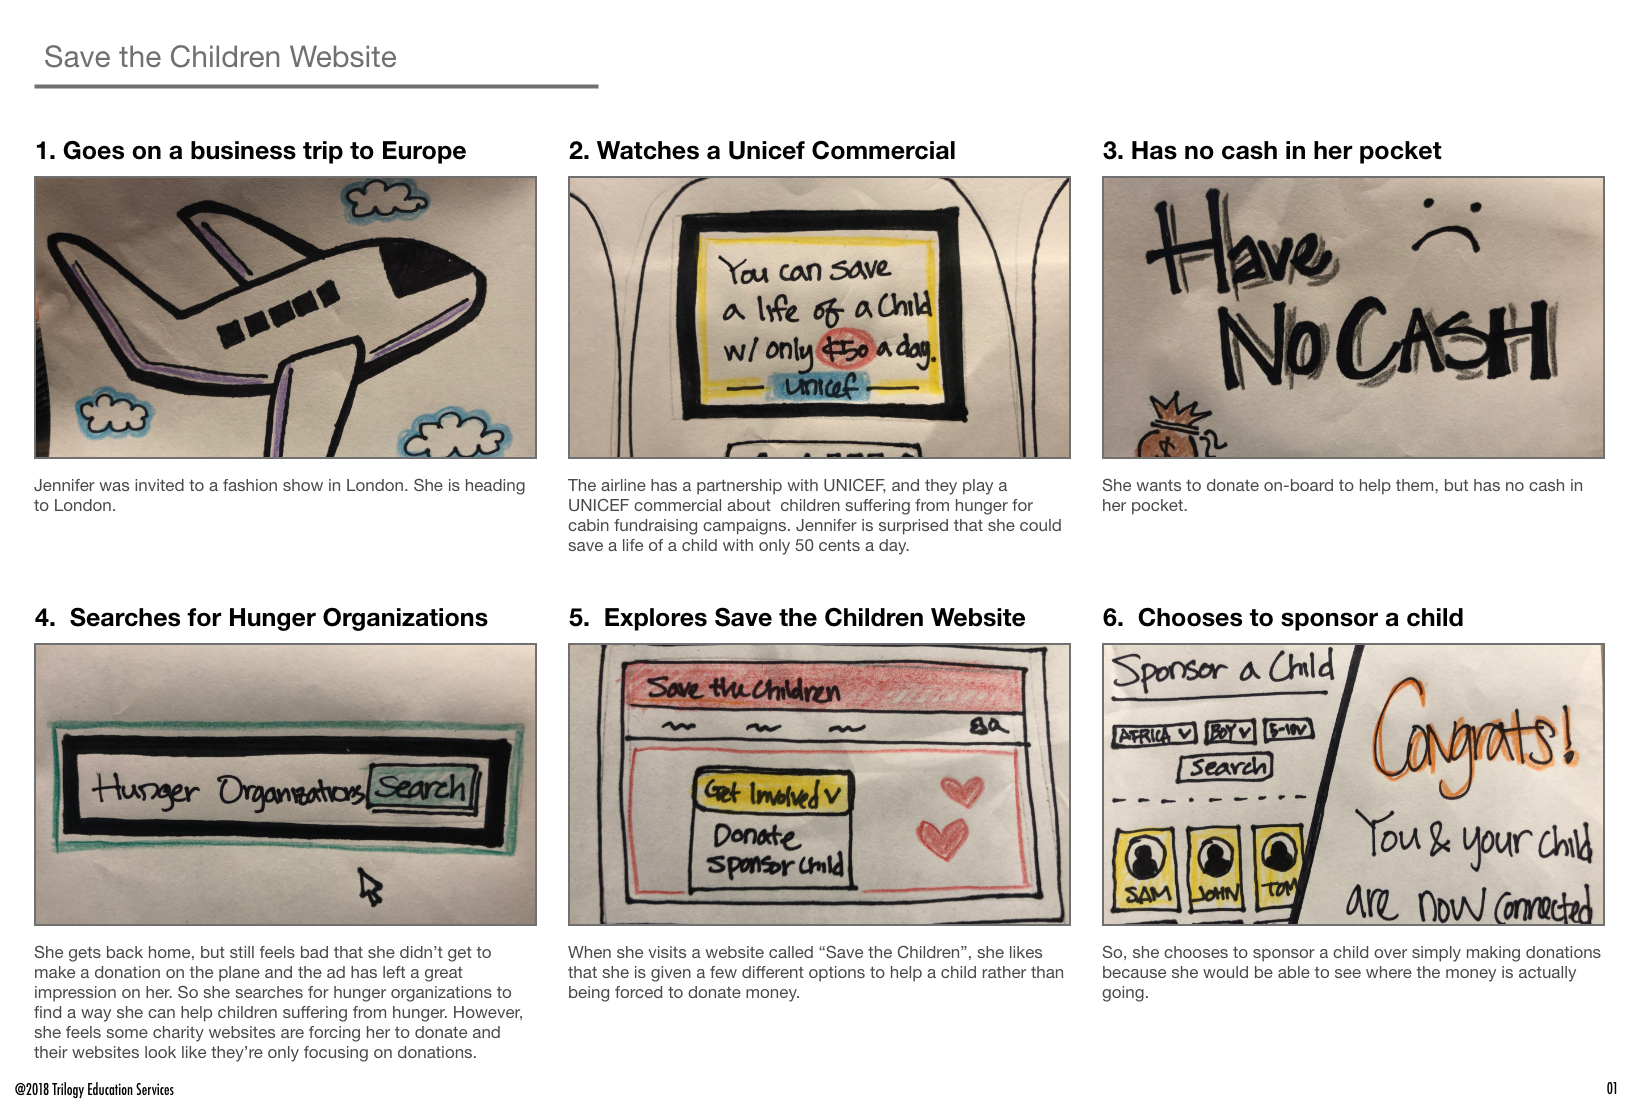 Save the Children Website
1. Goes on a business trip to Europe
Jennifer was invited to a fashion show in London. She is heading
to London.
2. Watches a Unicef Commercial
You can save
a life of a Child
w/ only ¢50 a day.
unicef
The airline has a partnership with UNICEF, and they play a
UNICEF commercial about  children suffering from hunger for
cabin fundraising campaigns. Jennifer is surprised that she could
save a life of a child with only 50 cents a day.
3. Has no cash in her pocket
Have
No CASH
$
She wants to donate on-board to help them, but has no cash in
her pocket.
4.  Searches for Hunger Organizations
Hunger Organizations Search
She gets back home, but still feels bad that she didn’t get to
make a donation on the plane and the ad has left a great
impression on her. So she searches for hunger organizations to
find a way she can help children suffering from hunger. However,
she feels some charity websites are forcing her to donate and
their websites look like they’re only focusing on donations.
5.  Explores Save the Children Website
Save the Children
Get Involved
Donate
Sponsor child
When she visits a website called “Save the Children”, she likes
that she is given a few different options to help a child rather than
being forced to donate money.
6.  Chooses to sponsor a child
Sponsor a Child
AFRICA BOY 5-10
Search
SAM JOHN TOM
Congrats!
You & your child
are now connected
So, she chooses to sponsor a child over simply making donations
because she would be able to see where the money is actually
going.
@2018 Trilogy Education Services
01